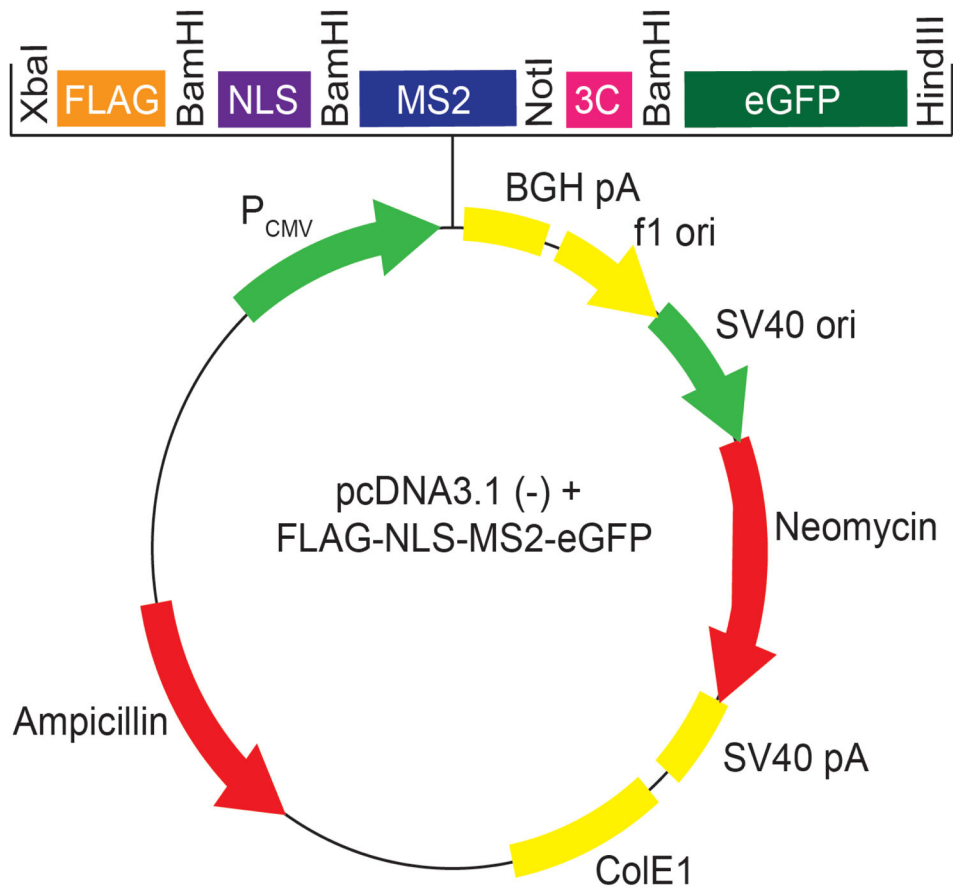 XbaI FLAG BamHI NLS BamHI MS2 NotI 3C BamHI eGFP HindIII
BGH pA
P CMV
f1 ori
SV40 ori
pcDNA3.1 (-) +
FLAG-NLS-MS2-eGFP
Neomycin
Ampicillin
SV40 pA
ColE1